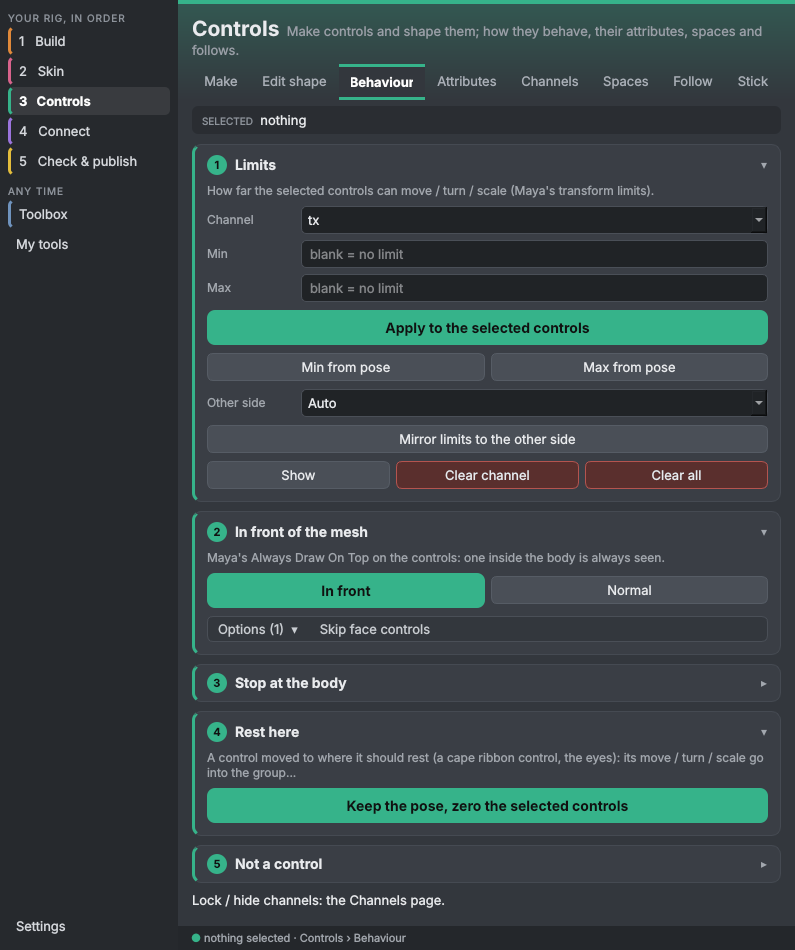 YOUR RIG, IN ORDER
1 Build
2 Skin
3 Controls
4 Connect
5 Check & publish
ANY TIME
Toolbox
My tools
Settings
Controls Make controls and shape them; how they behave, their attributes, spaces and
follows.
Make Edit shape Behaviour Attributes Channels Spaces Follow Stick
SELECTED nothing
1 Limits
How far the selected controls can move / turn / scale (Maya's transform limits).
Channel tx
Min blank = no limit
Max blank = no limit
Apply to the selected controls
Min from pose Max from pose
Other side Auto
Mirror limits to the other side
Show Clear channel Clear all
2 In front of the mesh
Maya's Always Draw On Top on the controls: one inside the body is always seen.
In front Normal
Options (1) ▾ Skip face controls
3 Stop at the body
4 Rest here
A control moved to where it should rest (a cape ribbon control, the eyes): its move / turn / scale go
into the group...
Keep the pose, zero the selected controls
5 Not a control
Lock / hide channels: the Channels page.
nothing selected · Controls › Behaviour